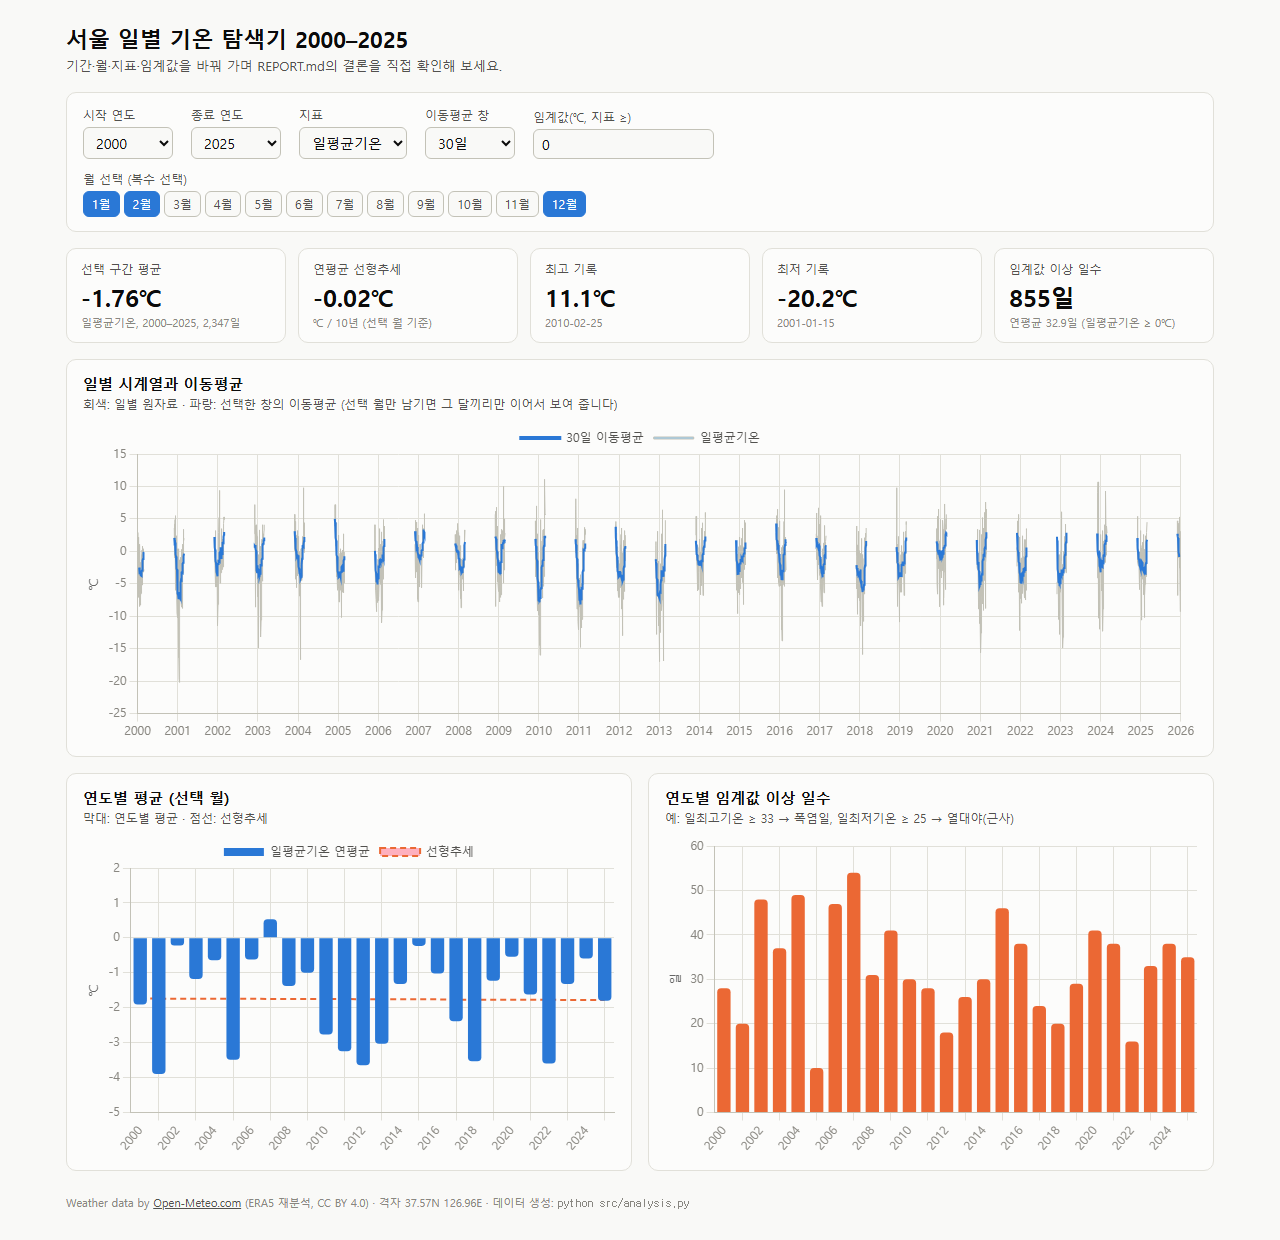 서울 일별 기온 탐색기 2000–2025
기간·월·지표·임계값을 바꿔 가며 REPORT.md의 결론을 직접 확인해 보세요.
시작 연도 종료 연도 지표 이동평균 창 임계값(℃, 지표 ≥)
2000 2025 일평균기온 30일 0
월 선택 (복수 선택)
1월 2월 3월 4월 5월 6월 7월 8월 9월 10월 11월 12월
선택 구간 평균
-1.76℃
일평균기온, 2000–2025, 2,347일
연평균 선형추세
-0.02℃
℃ / 10년 (선택 월 기준)
최고 기록
11.1℃
2010-02-25
최저 기록
-20.2℃
2001-01-15
임계값 이상 일수
855일
연평균 32.9일 (일평균기온 ≥ 0℃)
일별 시계열과 이동평균
회색: 일별 원자료 · 파랑: 선택한 창의 이동평균 (선택 월만 남기면 그 달끼리만 이어서 보여 줍니다)
30일 이동평균 일평균기온
15
10
5
0
-5
-10
-15
-20
-25
℃
2000 2001 2002 2003 2004 2005 2006 2007 2008 2009 2010 2011 2012 2013 2014 2015 2016 2017 2018 2019 2020 2021 2022 2023 2024 2025 2026
연도별 평균 (선택 월)
막대: 연도별 평균 · 점선: 선형추세
일평균기온 연평균 선형추세
2
1
0
-1
-2
-3
-4
-5
℃
2000 2002 2004 2006 2008 2010 2012 2014 2016 2018 2020 2022 2024
연도별 임계값 이상 일수
예: 일최고기온 ≥ 33 → 폭염일, 일최저기온 ≥ 25 → 열대야(근사)
60
50
40
30
20
10
0
일
2000 2002 2004 2006 2008 2010 2012 2014 2016 2018 2020 2022 2024
Weather data by Open-Meteo.com (ERA5 재분석, CC BY 4.0) · 격자 37.57N 126.96E · 데이터 생성: python src/analysis.py